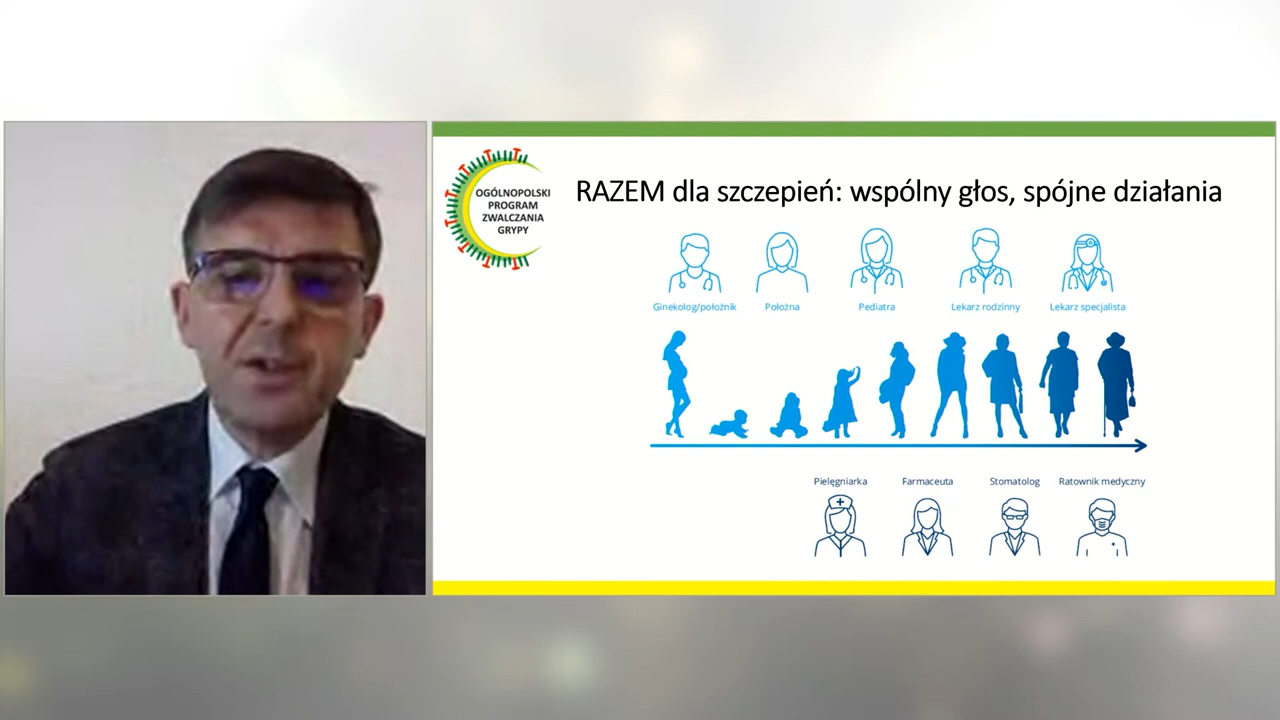 OGÓLNOPOLSKI
PROGRAM
ZWALCZANIA
GRYPY
RAZEM dla szczepień: wspólny głos, spójne działania
Ginekolog/położnik
Położna
Pediatra
Lekarz rodzinny
Lekarz specjalista
Pielęgniarka
Farmaceuta
Stomatolog
Ratownik medyczny